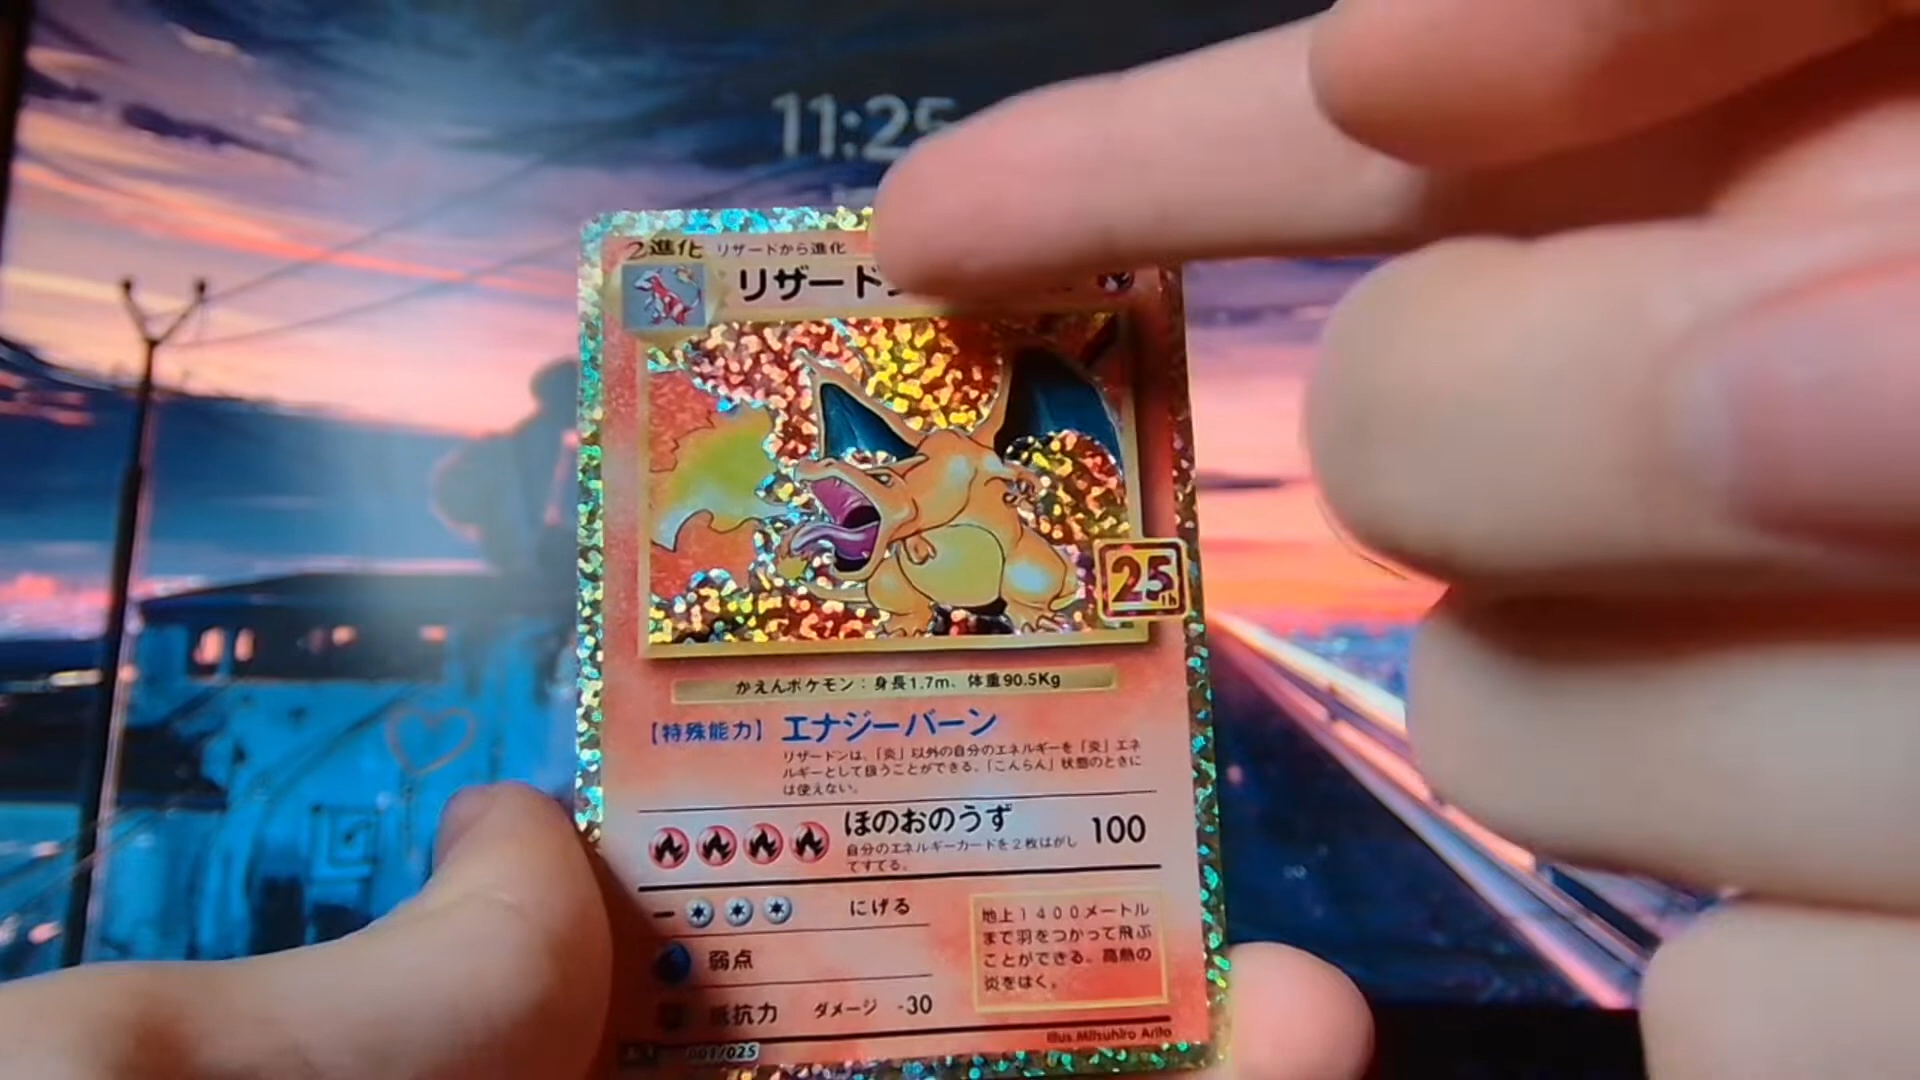 11:25
2進化 リザードから進化
リザード
25th
かえんポケモン：身長1.7m、体重90.5Kg
【特殊能力】 エナジーバーン
リザードンは、「炎」以外の自分のエネルギーを「炎」エネ
ルギーとして扱うことができる。「こんらん」状態のときに
は使えない。
ほのおのうず 100
自分のエネルギーカードを2枚はがし
てすてる。
にげる
弱点
抵抗力 ダメージ -30
地上1400メートル
まで羽をつかって飛ぶ
ことができる。高熱の
炎をはく。
illus.Mitsuhiro Arita
001/025